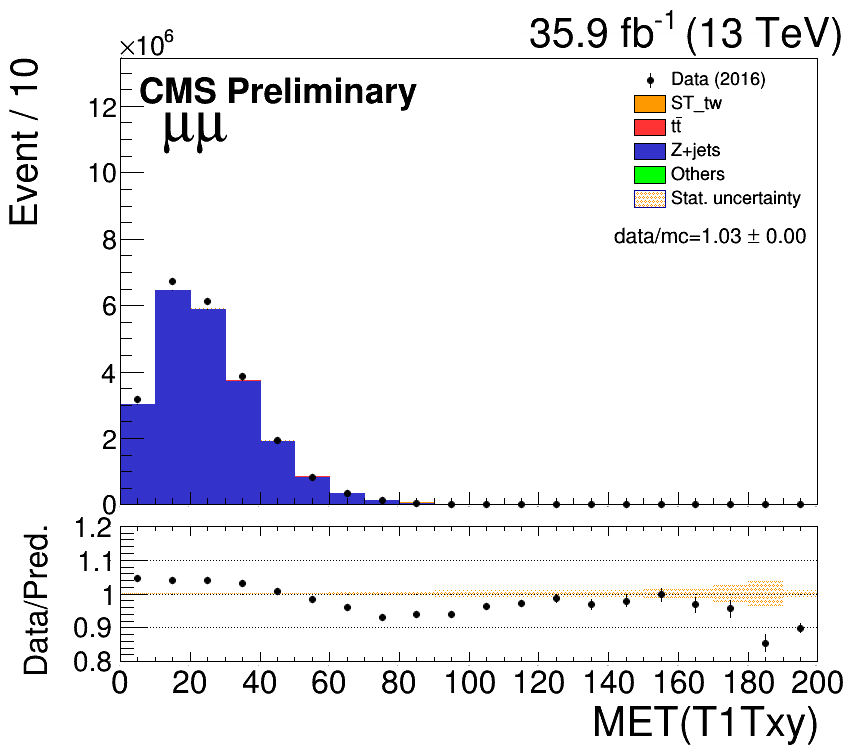 35.9 fb⁻¹ (13 TeV)
×10⁶
CMS Preliminary
μμ
Data (2016)
ST_tw
tt̄
Z+jets
Others
Stat. uncertainty
data/mc=1.03 ± 0.00
Event / 10
12
10
8
6
4
2
0
Data/Pred.
1.2
1.1
1
0.9
0.8
0 20 40 60 80 100 120 140 160 180 200
MET(T1Txy)